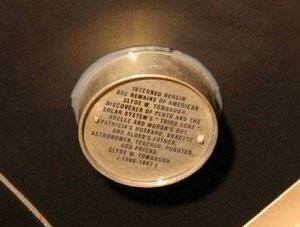 INTERRED HEREIN
ARE REMAINS OF AMERICAN
CLYDE W. TOMBAUGH,
DISCOVERER OF PLUTO AND THE
SOLAR SYSTEM'S "THIRD ZONE"
ADELLE AND MURON'S BOY,
PATRICIA'S HUSBAND, ANNETTE
AND ALDEN'S FATHER,
ASTRONOMER, TEACHER, PUNSTER,
AND FRIEND:
CLYDE W. TOMBAUGH
(1906-1997)